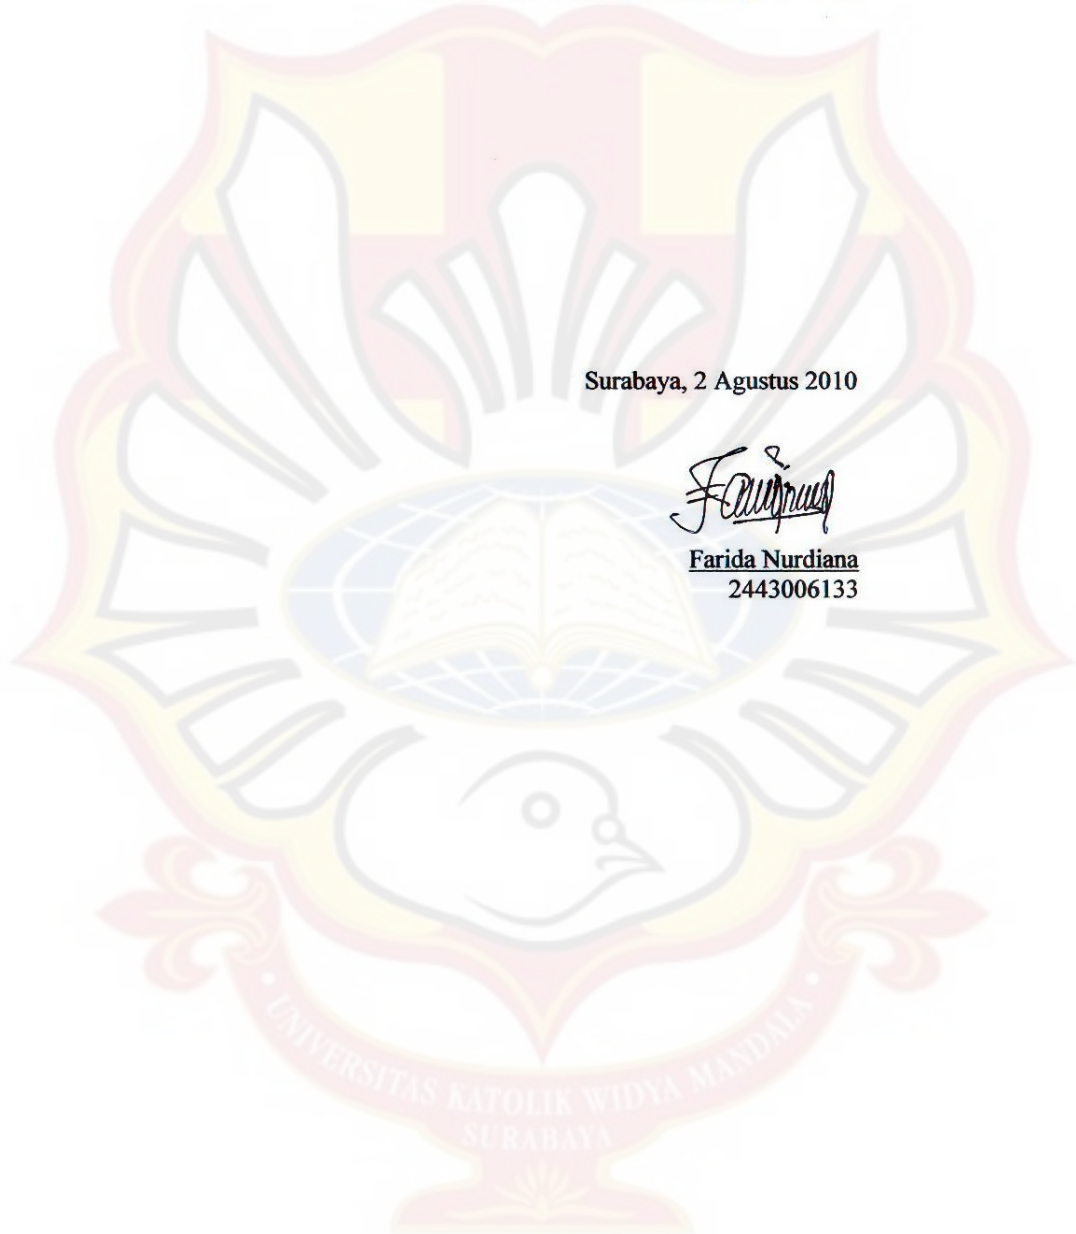 Surabaya, 2 Agustus 2010
Farida Nurdiana
2443006133
• UNIVERSITAS KATOLIK WIDYA MANDALA •
SURABAYA